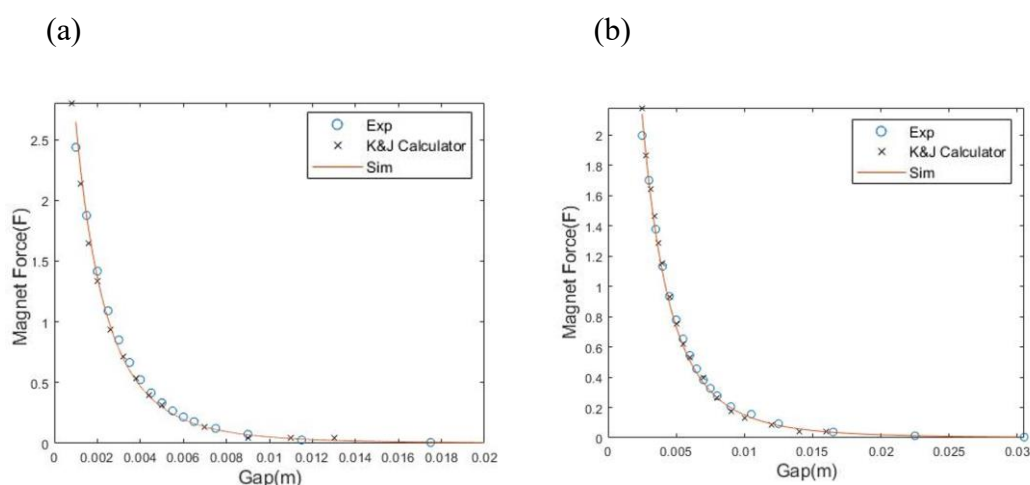 (a)
(b)
Exp
K&J Calculator
Sim
Magnet Force(F)
2.5
2
1.5
1
0.5
0
0 0.002 0.004 0.006 0.008 0.01 0.012 0.014 0.016 0.018 0.02
Gap(m)
Exp
K&J Calculator
Sim
Magnet Force(F)
2
1.8
1.6
1.4
1.2
1
0.8
0.6
0.4
0.2
0
0 0.005 0.01 0.015 0.02 0.025 0.03
Gap(m)